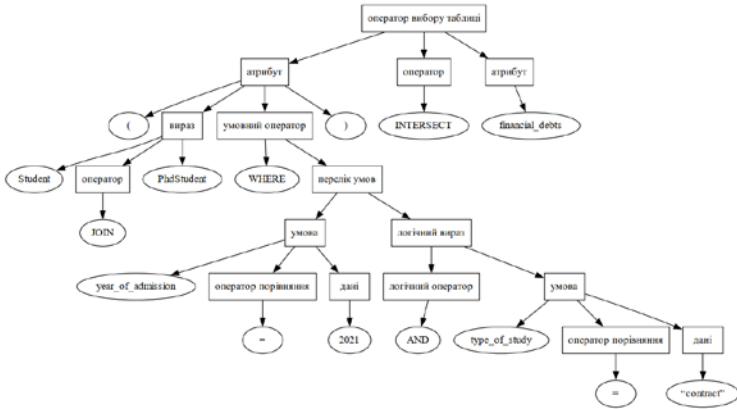 оператор вибору таблиці
атрибут
оператор
атрибут
(
вираз
умовний оператор
)
INTERSECT
financial_debts
Student
оператор
PhdStudent
WHERE
перелік умов
JOIN
умова
логічний вираз
year_of_admission
оператор порівняння
дані
логічний оператор
умова
=
2021
AND
type_of_study
оператор порівняння
дані
=
“contract”